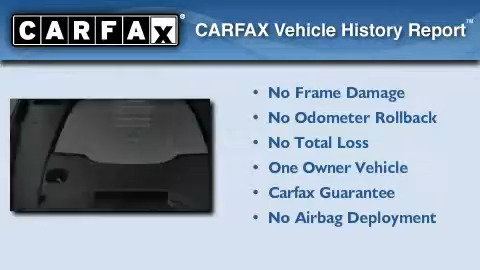 CARFAX® CARFAX Vehicle History Report™
• No Frame Damage
• No Odometer Rollback
• No Total Loss
• One Owner Vehicle
• Carfax Guarantee
• No Airbag Deployment